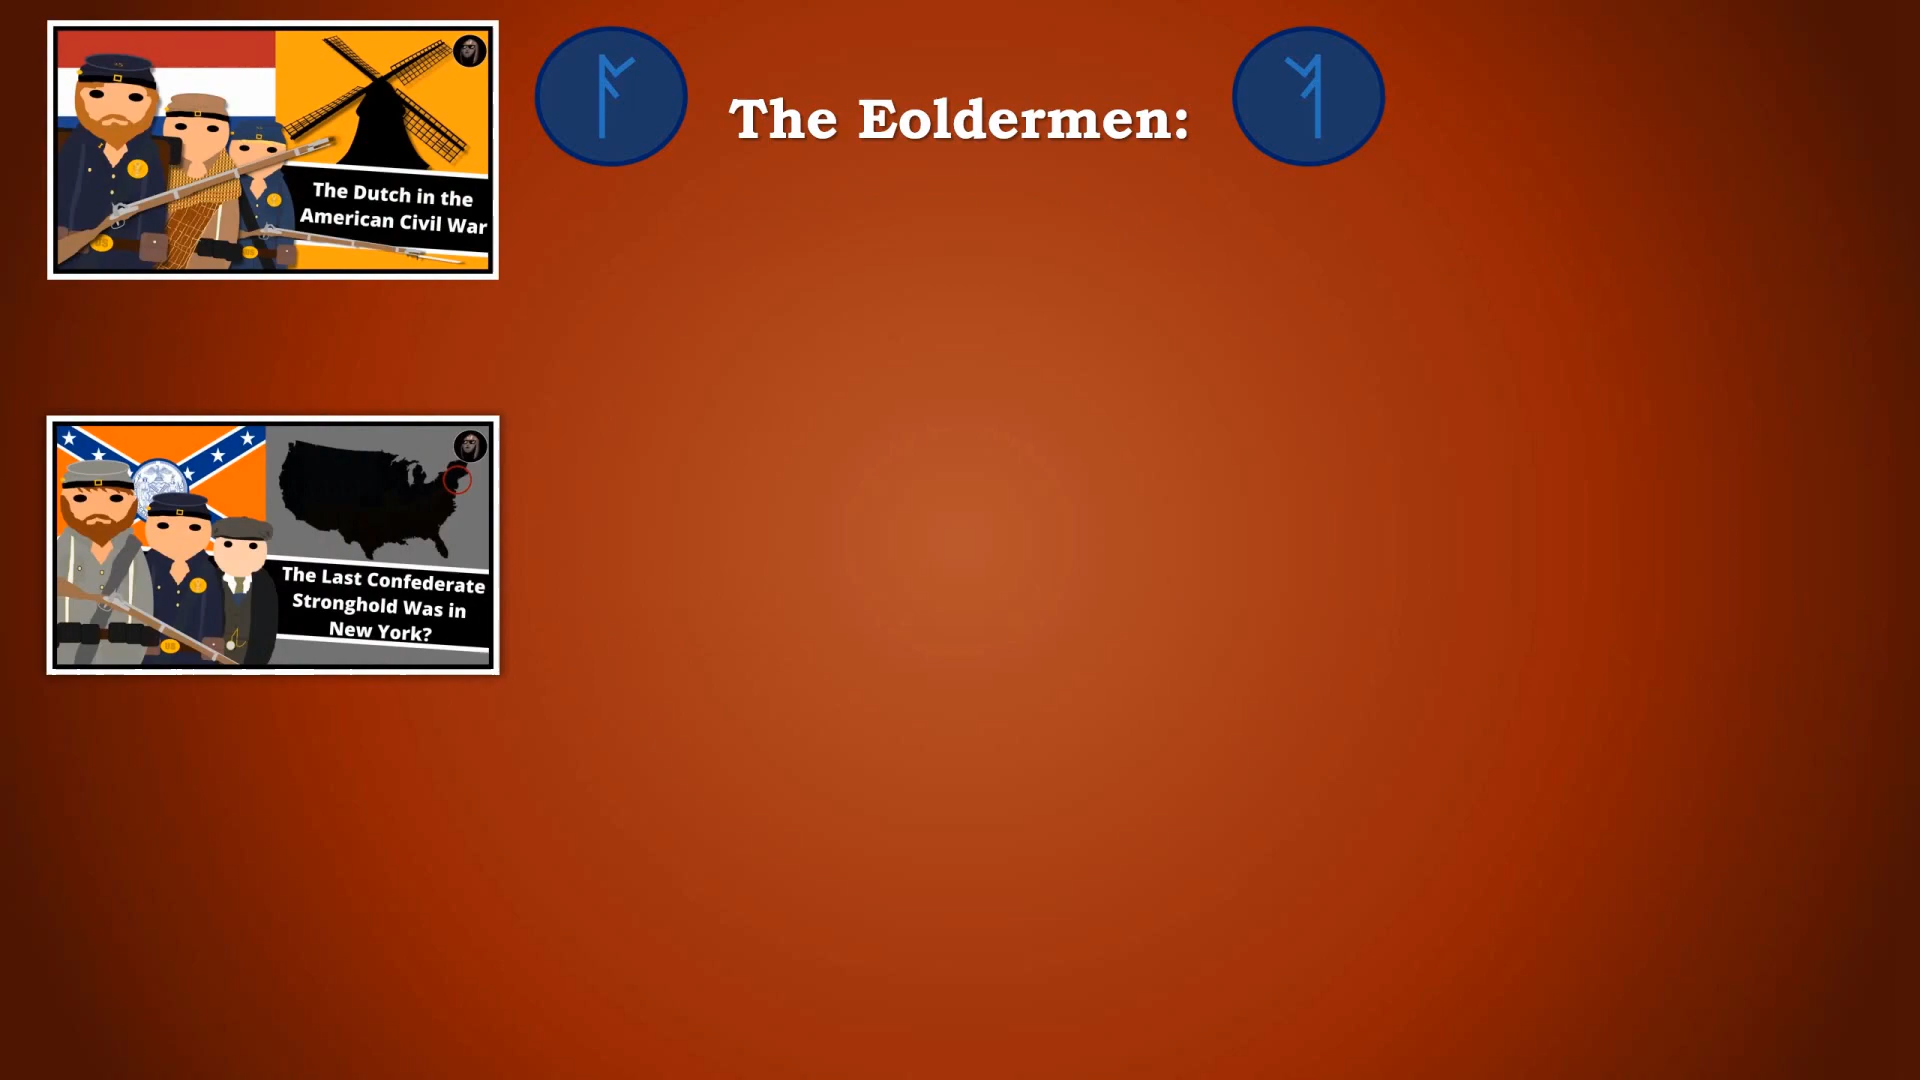 The Dutch in the
American Civil War
The Eoldermen:
The Last Confederate
Stronghold Was in
New York?